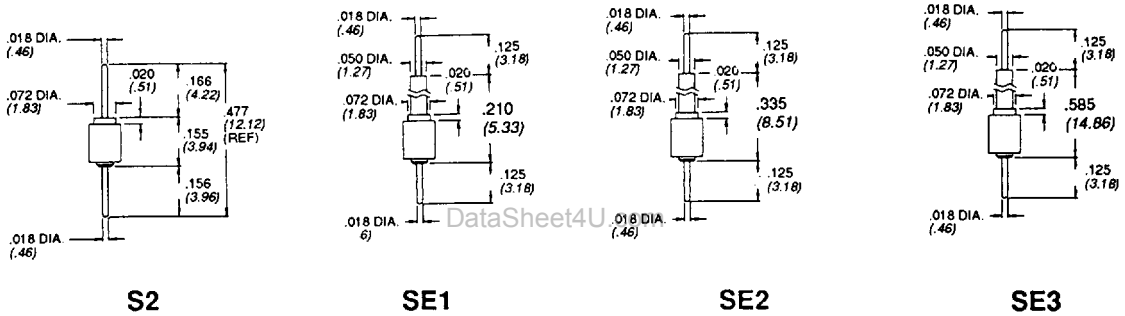 .018 DIA.
(.46)
.020
(.51)
.166
(4.22)
.072 DIA.
(1.83)
.477
(12.12)
(REF)
.155
(3.94)
.156
(3.96)
.018 DIA.
(.46)
S2
.018 DIA.
(.46)
.125
(3.18)
.050 DIA.
(1.27)
.020
(.51)
.072 DIA.
(1.83)
.210
(5.33)
.125
(3.18)
.018 DIA.
6)
SE1
.018 DIA.
(.46)
.125
(3.18)
.050 DIA.
(1.27)
.020
(.51)
.072 DIA.
(1.83)
.335
(8.51)
.125
(3.18)
.018 DIA.
(.46)
SE2
.018 DIA.
(.46)
.125
(3.18)
.050 DIA.
(1.27)
.020
(.51)
.072 DIA.
(1.83)
.585
(14.86)
.125
(3.18)
.018 DIA.
(.46)
SE3
DataSheet4U.com